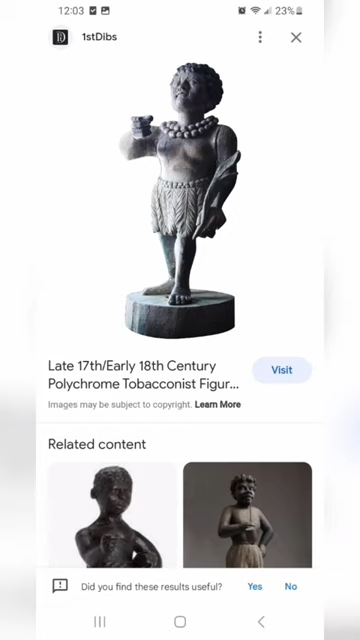 12:03
23%
1stDibs
Late 17th/Early 18th Century
Polychrome Tobacconist Figur...
Visit
Images may be subject to copyright. Learn More
Related content
Did you find these results useful? Yes No